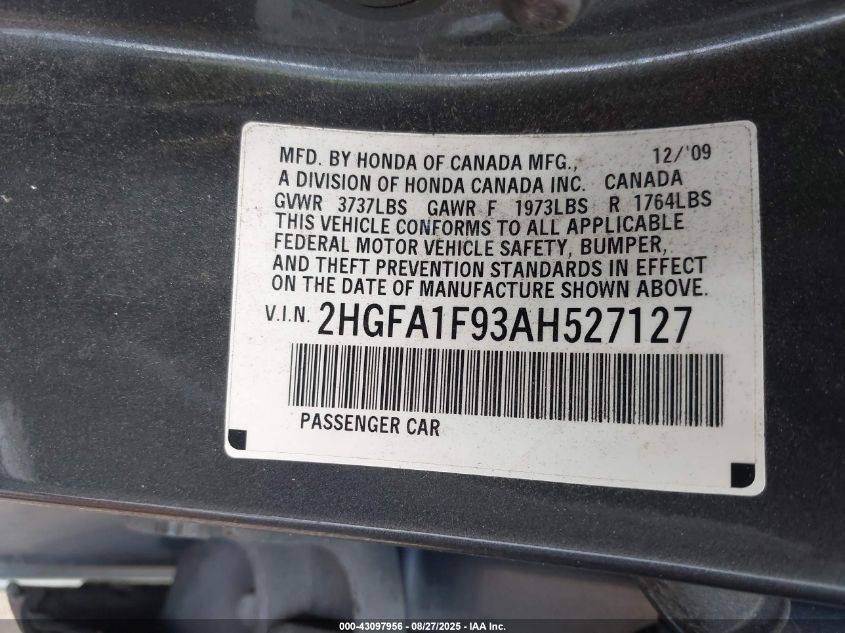 MFD. BY HONDA OF CANADA MFG., 12/'09
A DIVISION OF HONDA CANADA INC. CANADA
GVWR 3737LBS GAWR F 1973LBS R 1764LBS
THIS VEHICLE CONFORMS TO ALL APPLICABLE
FEDERAL MOTOR VEHICLE SAFETY, BUMPER,
AND THEFT PREVENTION STANDARDS IN EFFECT
ON THE DATE OF MANUFACTURE SHOWN ABOVE.
V.I.N. 2HGFA1F93AH527127
PASSENGER CAR
000-43097956 - 08/27/2025 - IAA Inc.